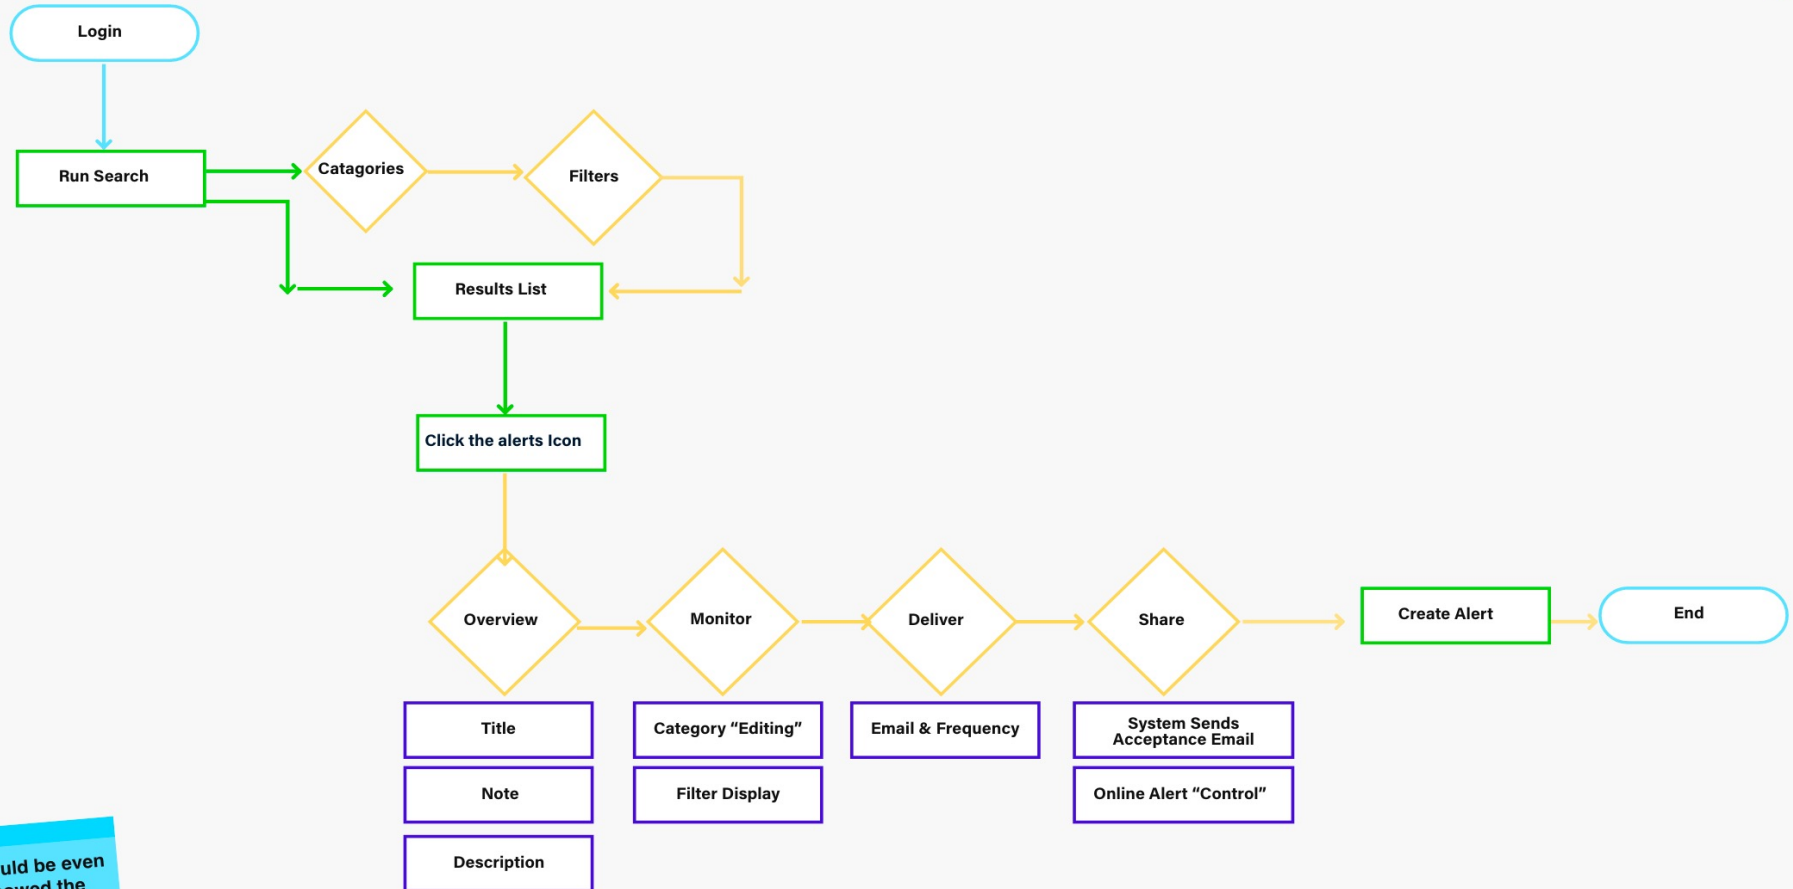 Login
Run Search
Catagories
Filters
Results List
Click the alerts Icon
Overview
Monitor
Deliver
Share
Create Alert
End
Title
Category “Editing”
Email & Frequency
System Sends
Acceptance Email
Note
Filter Display
Online Alert “Control”
Description
be even
the